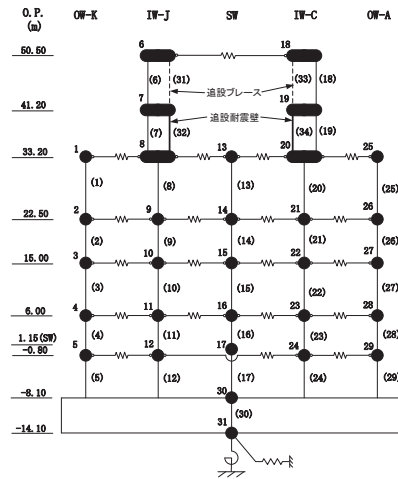 O.P. OW-K IW-J SW IW-C OW-A
(m)
50.50 6 18
(6) (31) (33) (18)
追設ブレース
41.20 7 19
追設耐震壁
(7) (32) (34) (19)
33.20 1 8 13 20 25
(1) (8) (13) (20) (25)
22.50 2 9 14 21 26
(2) (9) (14) (21) (26)
15.00 3 10 15 22 27
(3) (10) (15) (22) (27)
6.00 4 11 16 23 28
(4) (11) (16) (23) (28)
1.15(SW) 17
-0.80 5 12 24 29
(5) (12) (17) (24) (29)
-8.10 30
(30)
-14.10 31